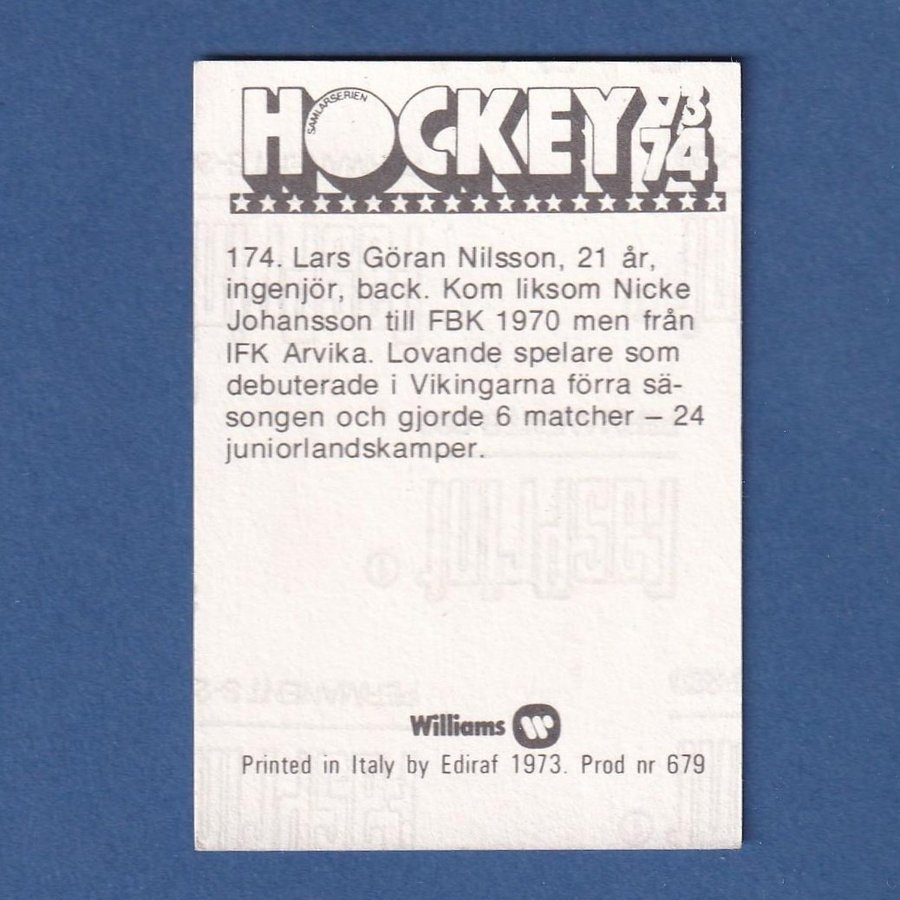 SAMLARSERIEN
HOCKEY 73
74
174. Lars Göran Nilsson, 21 år,
ingenjör, back. Kom liksom Nicke
Johansson till FBK 1970 men från
IFK Arvika. Lovande spelare som
debuterade i Vikingarna förra sä-
songen och gjorde 6 matcher – 24
juniorlandskamper.
Williams W
Printed in Italy by Ediraf 1973. Prod nr 679